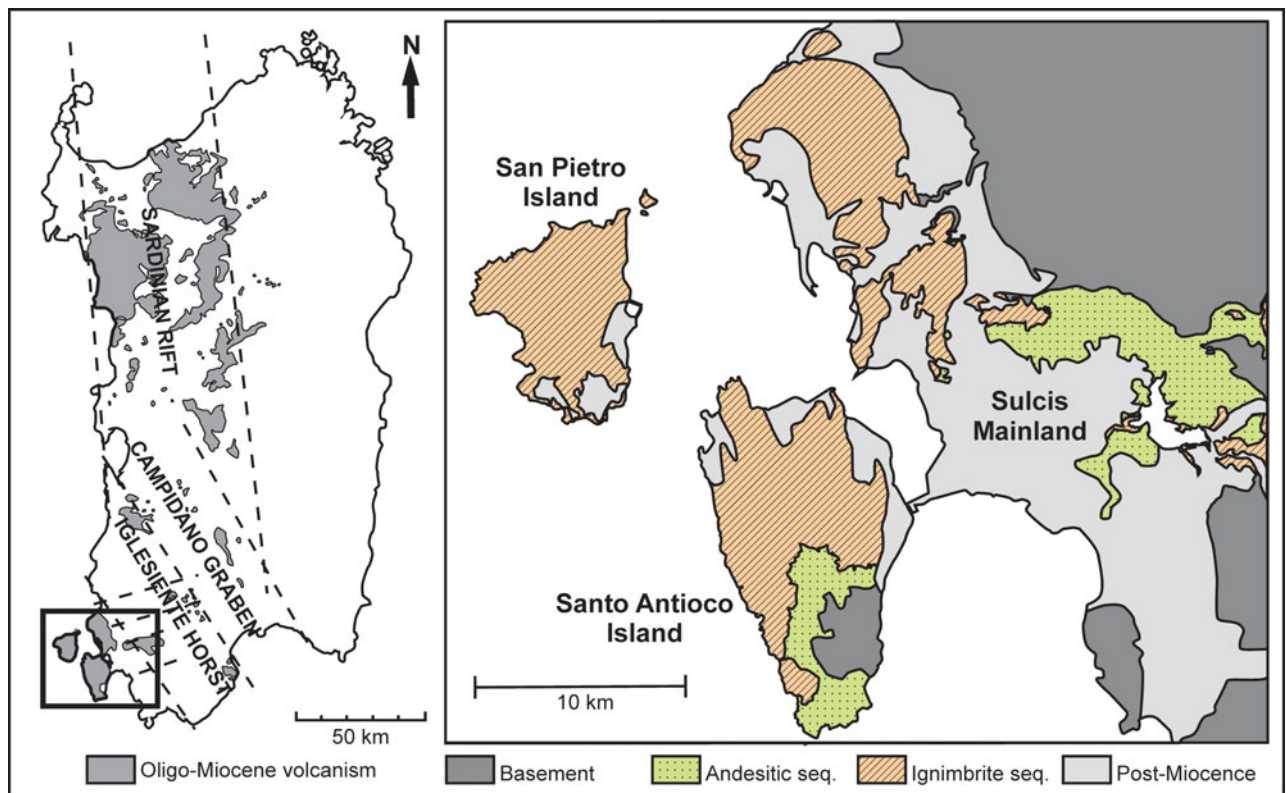 N
SARDINIAN RIFT
CAMPIDANO GRABEN
IGLESIENTE HORST
50 km
San Pietro
Island
Sulcis
Mainland
Santo Antioco
Island
10 km
Oligo-Miocene volcanism
Basement
Andesitic seq.
Ignimbrite seq.
Post-Miocence